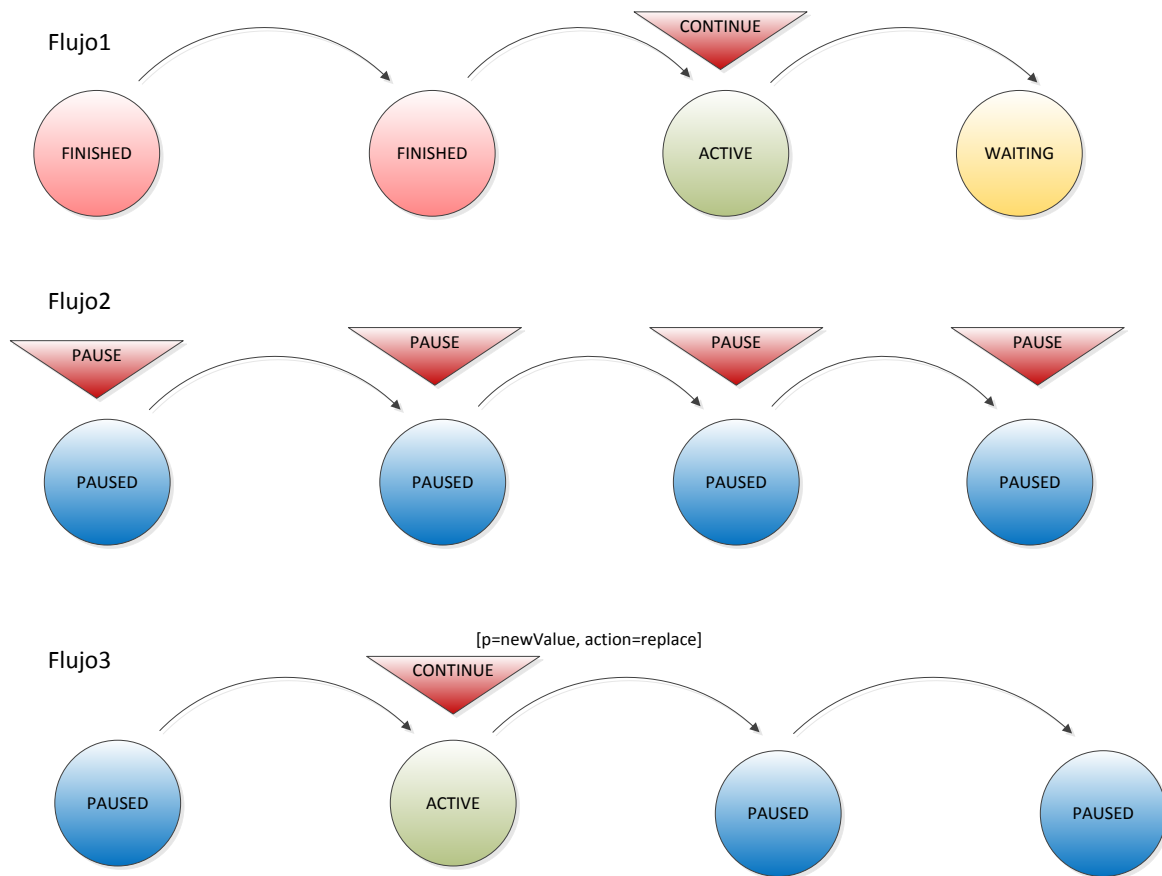 Flujo1
CONTINUE
FINISHED
FINISHED
ACTIVE
WAITING
Flujo2
PAUSE
PAUSE
PAUSE
PAUSE
PAUSED
PAUSED
PAUSED
PAUSED
[p=newValue, action=replace]
Flujo3
CONTINUE
PAUSED
ACTIVE
PAUSED
PAUSED